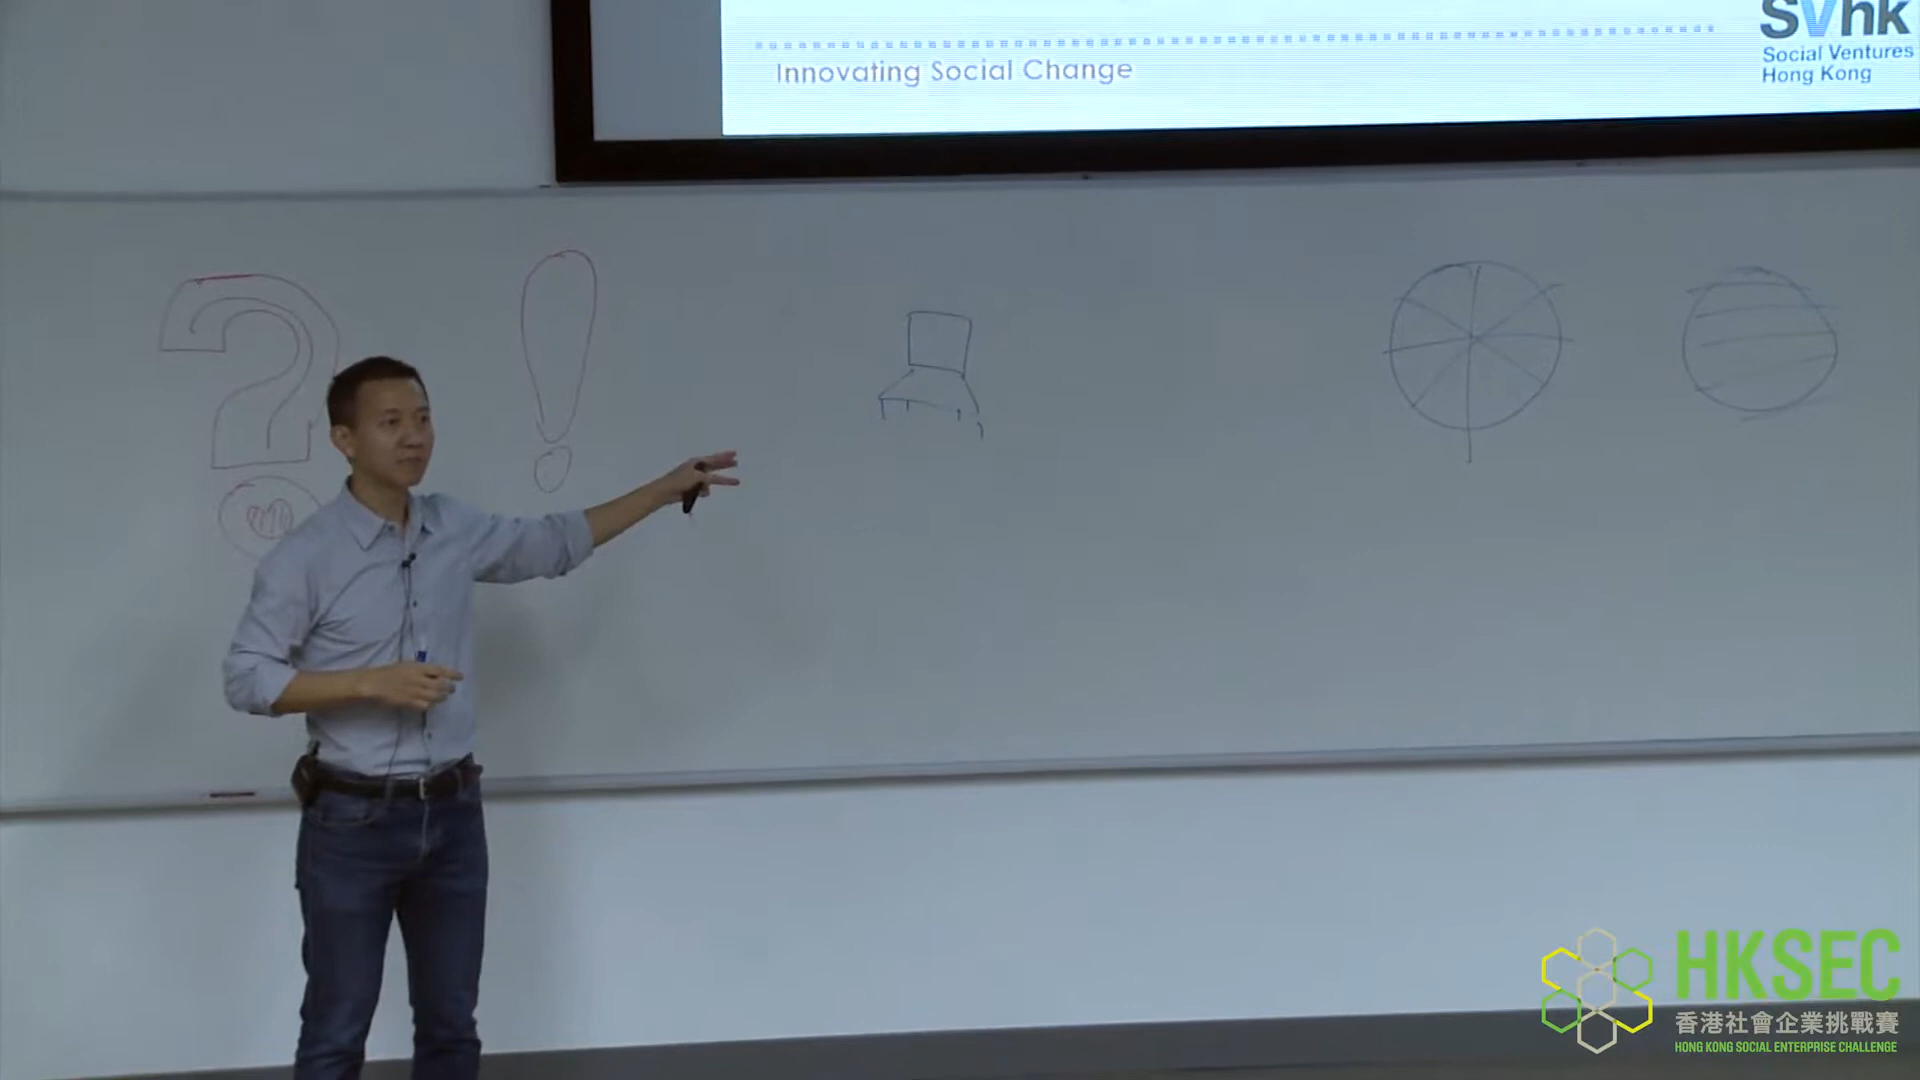 Innovating Social Change
SVhk
Social Ventures
Hong Kong
? !
HKSEC
香港社會企業挑戰賽
HONG KONG SOCIAL ENTERPRISE CHALLENGE